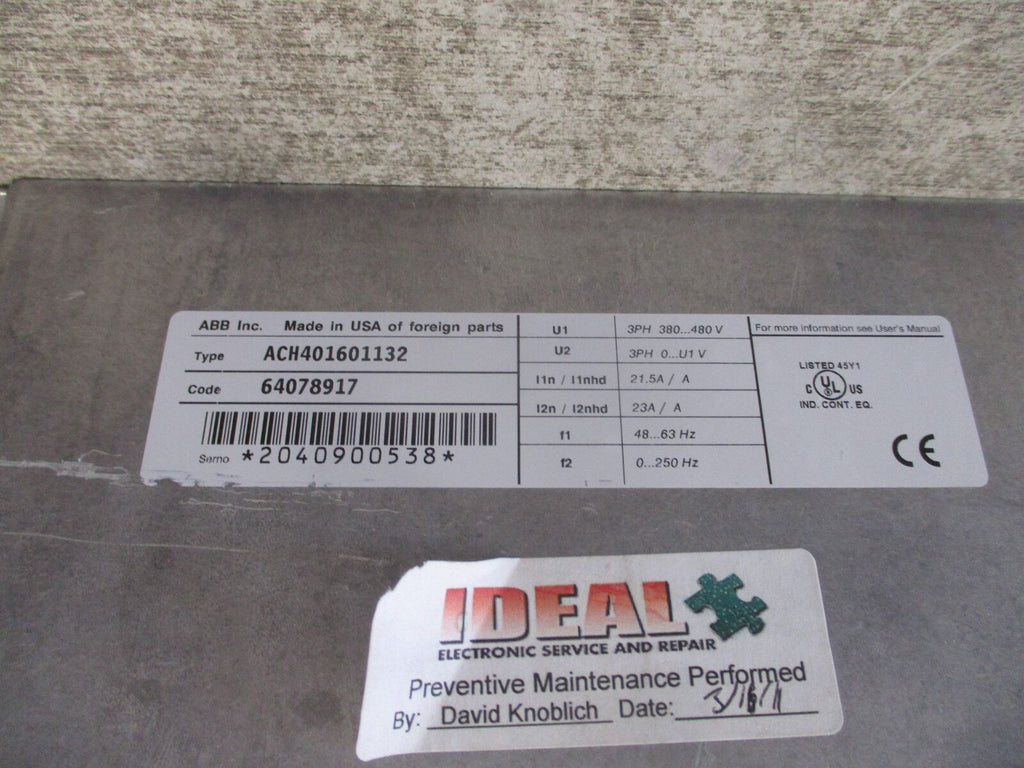 ABB Inc. Made in USA of foreign parts
Type ACH401601132
Code 64078917
Serno *2040900538*
U1 3PH 380...480 V
U2 3PH 0...U1 V
I1n / I1nhd 21.5A / A
I2n / I2nhd 23A / A
f1 48...63 Hz
f2 0...250 Hz
For more information see User's Manual
LISTED 45Y1
C UL US
IND. CONT. EQ.
CE
IDEAL
ELECTRONIC SERVICE AND REPAIR
Preventive Maintenance Performed
By: David Knoblich Date: 3/16/11